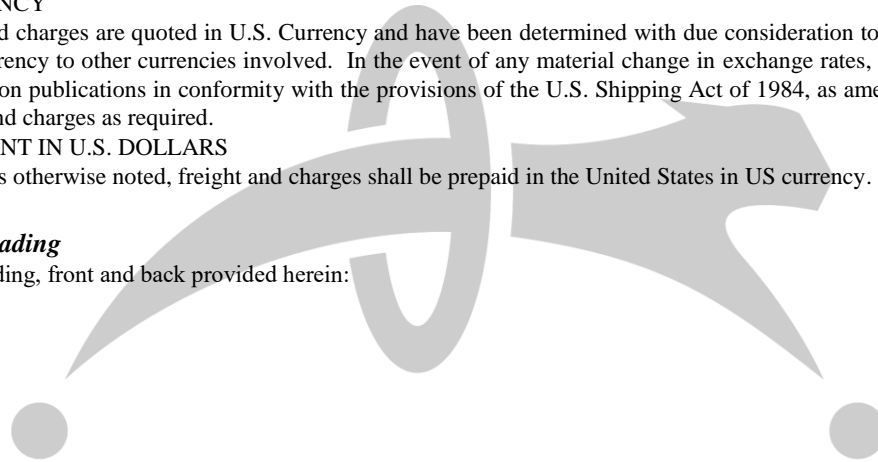 NCY
d charges are quoted in U.S. Currency and have been determined with due consideration to
rency to other currencies involved. In the event of any material change in exchange rates,
on publications in conformity with the provisions of the U.S. Shipping Act of 1984, as ame
nd charges as required.
NT IN U.S. DOLLARS
s otherwise noted, freight and charges shall be prepaid in the United States in US currency.
ading
ding, front and back provided herein: